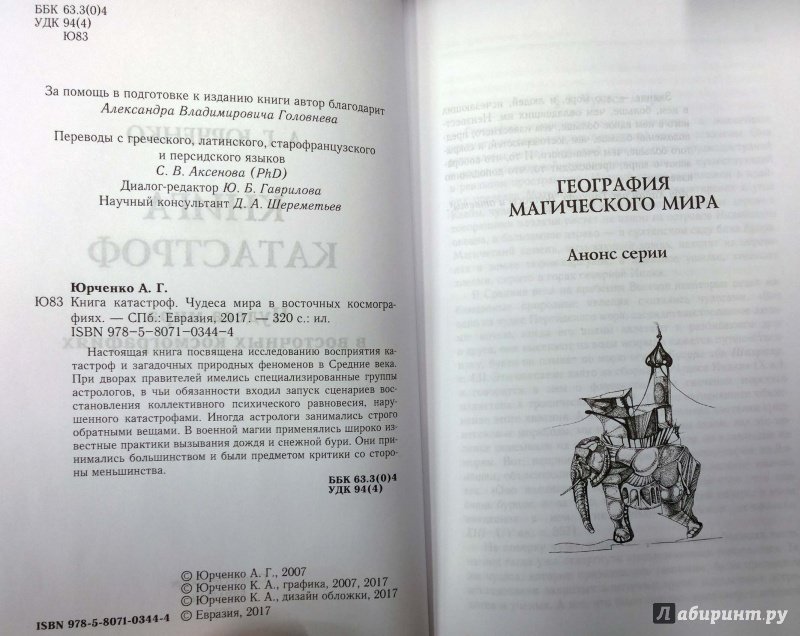 ББК 63.3(0)4
УДК 94(4)
Ю83
За помощь в подготовке к изданию книги автор благодарит
Александра Владимировича Головнева
Переводы с греческого, латинского, старофранцузского
и персидского языков
С. В. Аксенова (PhD)
Диалог-редактор Ю. Б. Гаврилова
Научный консультант Д. А. Шереметьев
Юрченко А. Г.
Ю83 Книга катастроф. Чудеса мира в восточных космогра-
фиях. — СПб.: Евразия, 2017. — 320 с.: ил.
ISBN 978-5-8071-0344-4
Настоящая книга посвящена исследованию восприятия ка-
тастроф и загадочных природных феноменов в Средние века.
При дворах правителей имелись специализированные группы
астрологов, в чьи обязанности входил запуск сценариев вос-
становления коллективного психического равновесия, нару-
шенного катастрофами. Иногда астрологи занимались строго
обратными вещами. В военной магии применялись широко из-
вестные практики вызывания дождя и снежной бури. Они при-
нимались большинством и были предметом критики со сторо-
ны меньшинства.
ББК 63.3(0)4
УДК 94(4)
© Юрченко А. Г., 2007
© Юрченко К. А., графика, 2007, 2017
© Юрченко К. А., дизайн обложки, 2017
ISBN 978-5-8071-0344-4 © Евразия, 2017
ГЕОГРАФИЯ
МАГИЧЕСКОГО МИРА
Анонс серии
Лабиринт.ру